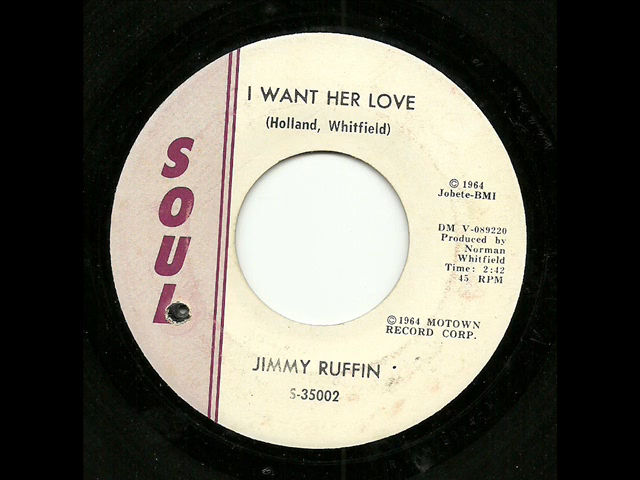 SOUL
I WANT HER LOVE
(Holland, Whitfield)
© 1964
Jobete-BMI
DM V-089220
Produced by
Norman
Whitfield
Time: 2:42
45 RPM
©1964 MOTOWN
RECORD CORP.
JIMMY RUFFIN
S-35002